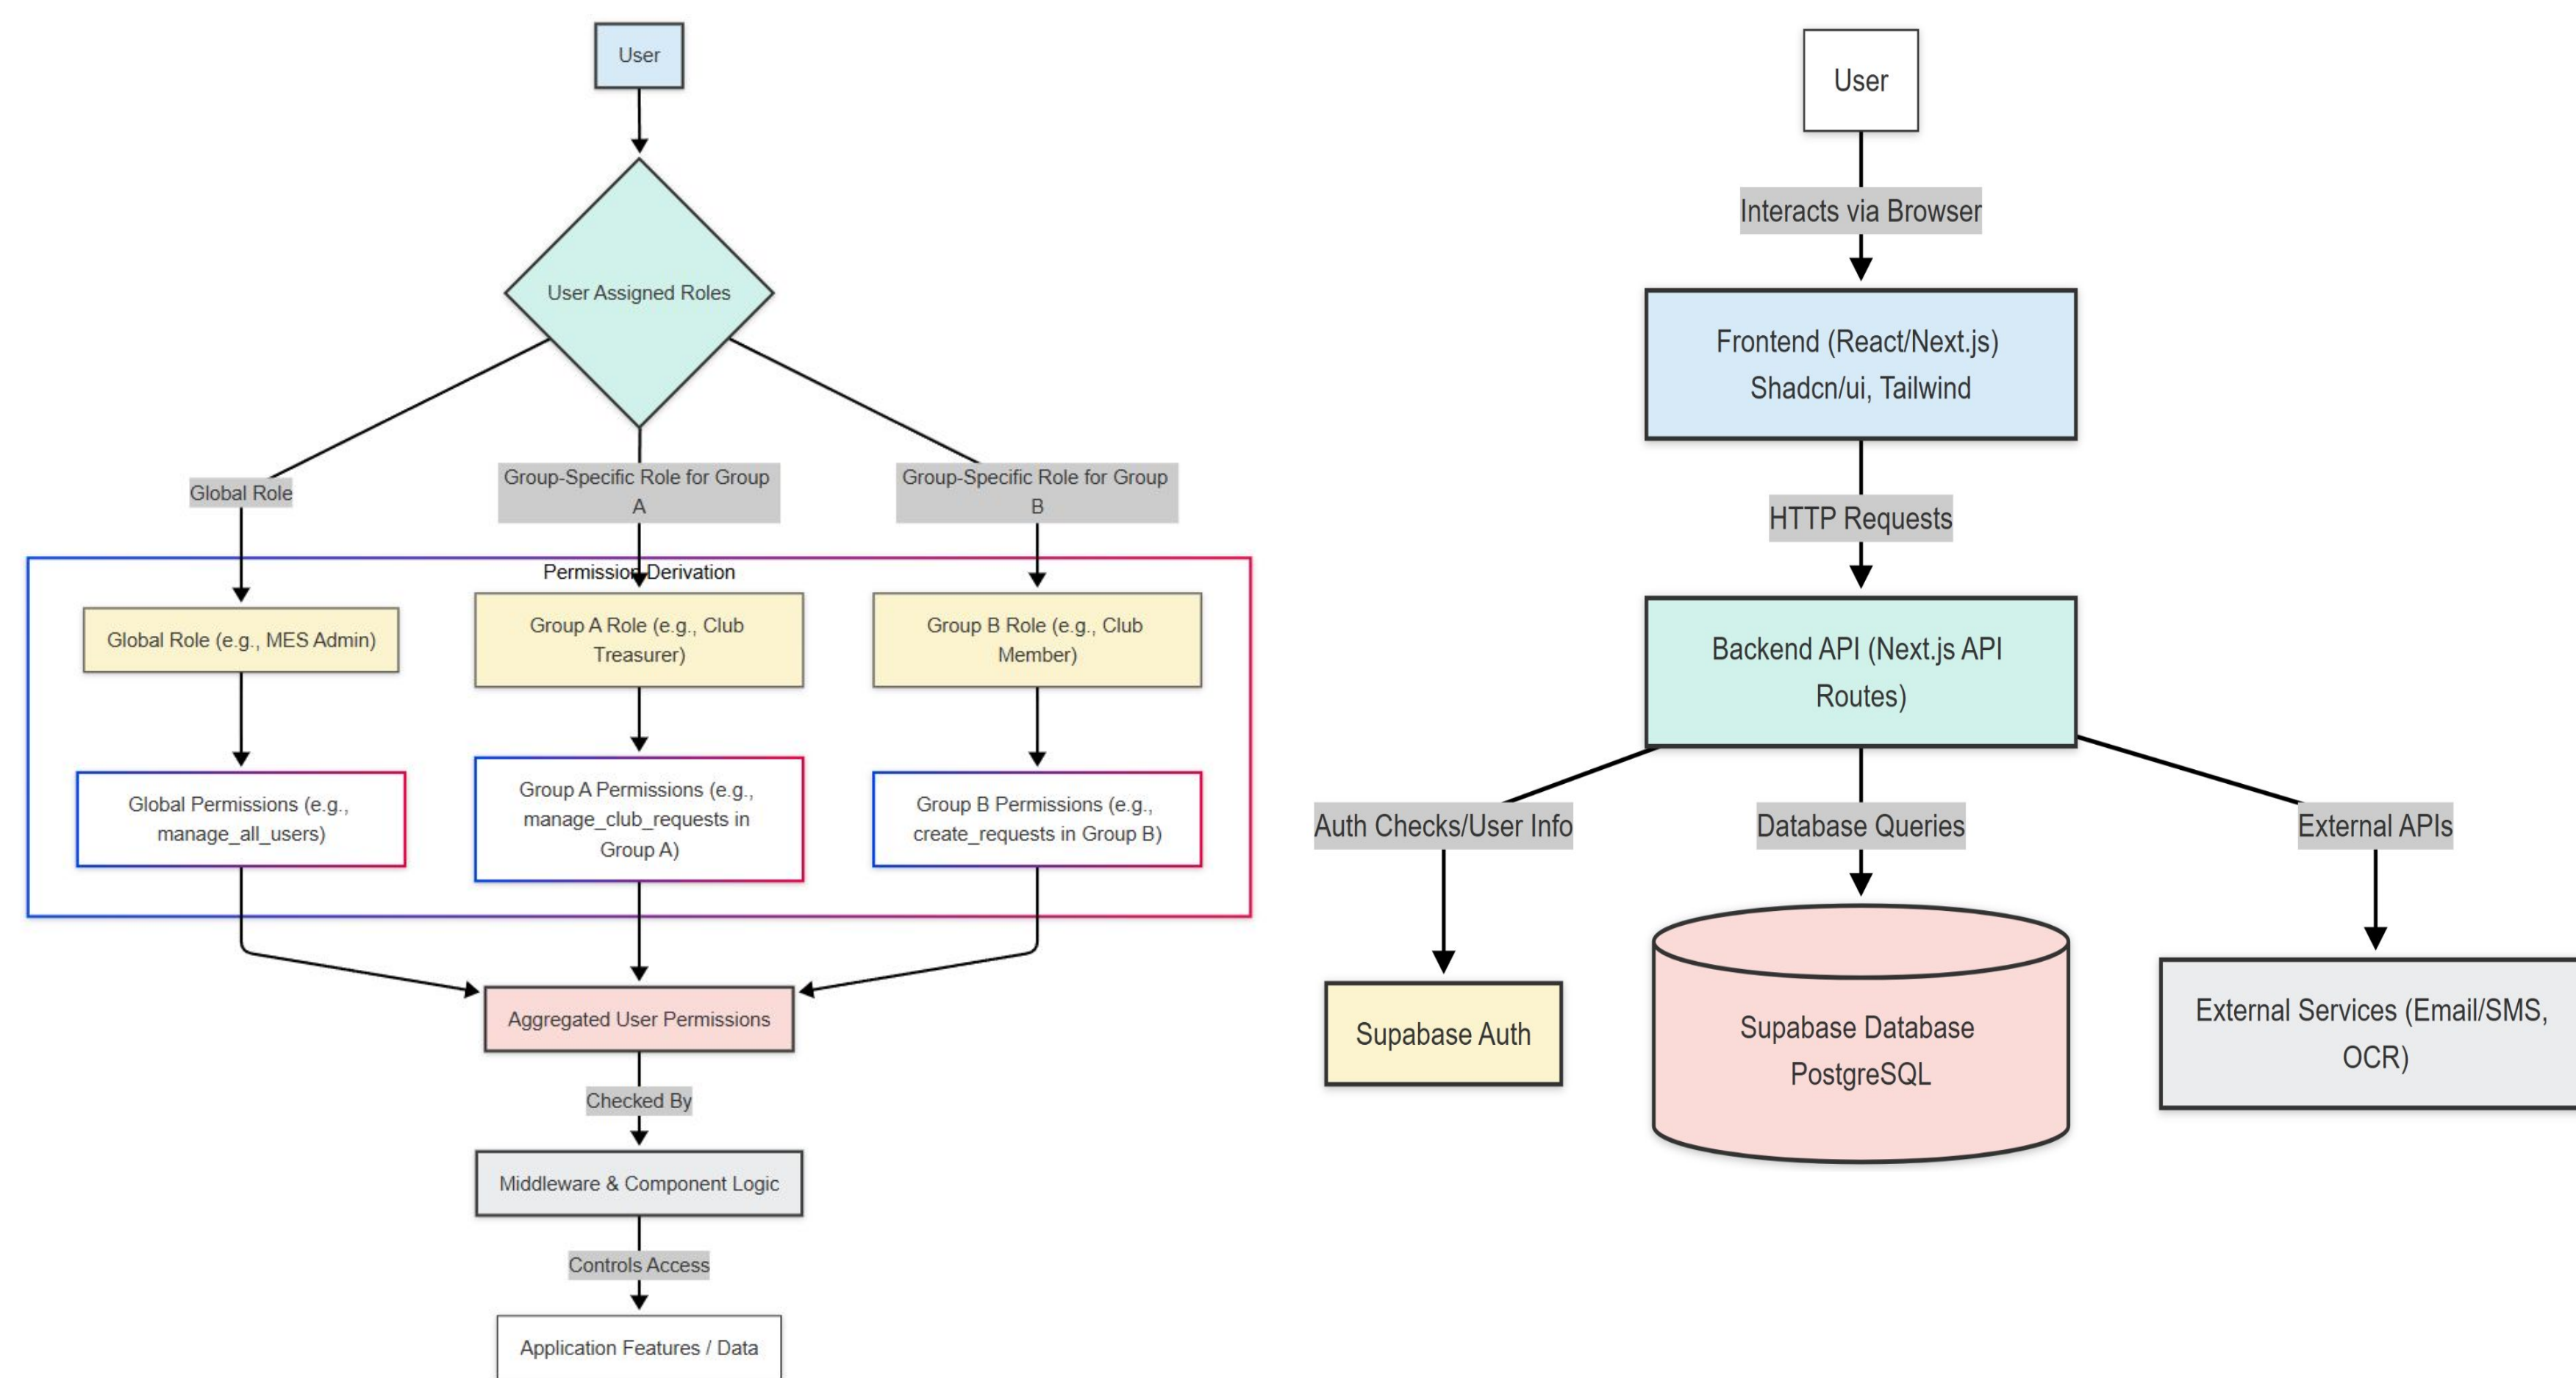 User
User Assigned Roles
Global Role
Group-Specific Role for Group
A
Group-Specific Role for Group
B
Permission Derivation
Global Role (e.g., MES Admin)
Group A Role (e.g., Club
Treasurer)
Group B Role (e.g., Club
Member)
Global Permissions (e.g.,
manage_all_users)
Group A Permissions (e.g.,
manage_club_requests in
Group A)
Group B Permissions (e.g.,
create_requests in Group B)
Aggregated User Permissions
Checked By
Middleware & Component Logic
Controls Access
Application Features / Data
User
Interacts via Browser
Frontend (React/Next.js)
Shadcn/ui, Tailwind
HTTP Requests
Backend API (Next.js API
Routes)
Auth Checks/User Info
Database Queries
External APIs
Supabase Auth
Supabase Database
PostgreSQL
External Services (Email/SMS,
OCR)